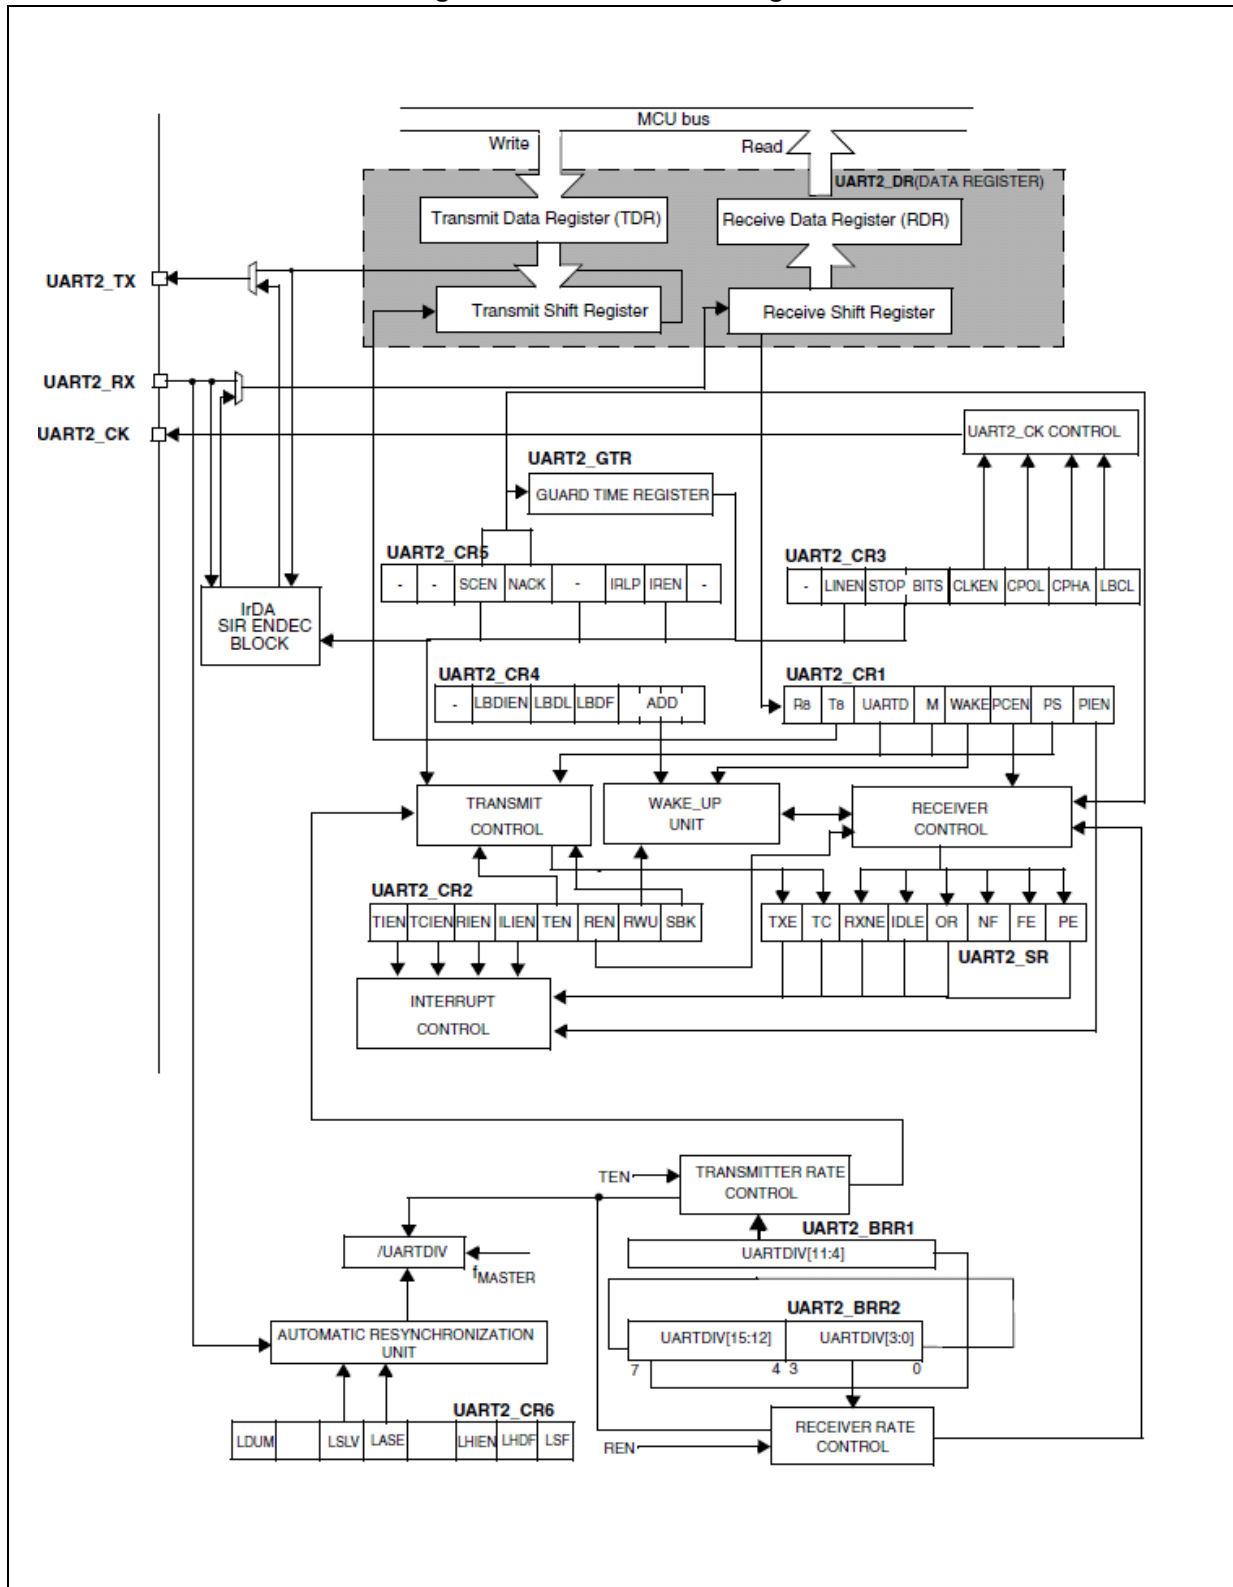 MCU bus
Write
Read
UART2_DR(DATA REGISTER)
Transmit Data Register (TDR)
Receive Data Register (RDR)
UART2_TX
Transmit Shift Register
Receive Shift Register
UART2_RX
UART2_CK
UART2_CK CONTROL
UART2_GTR
GUARD TIME REGISTER
UART2_CR5
- - SCEN NACK - IRLP IREN -
UART2_CR3
- LINEN STOP BITS CLKEN CPOL CPHA LBCL
IrDA
SIR ENDEC
BLOCK
UART2_CR4
- LBDIEN LBDL LBDF ADD
UART2_CR1
R8 T8 UARTD M WAKE PCEN PS PIEN
TRANSMIT
CONTROL
WAKE_UP
UNIT
RECEIVER
CONTROL
UART2_CR2
TIEN TCIEN RIEN ILIEN TEN REN RWU SBK
TXE TC RXNE IDLE OR NF FE PE
UART2_SR
INTERRUPT
CONTROL
TEN
TRANSMITTER RATE
CONTROL
UART2_BRR1
UARTDIV[11:4]
/UARTDIV
fMASTER
UART2_BRR2
UARTDIV[15:12] UARTDIV[3:0]
7 4 3 0
AUTOMATIC RESYNCHRONIZATION
UNIT
UART2_CR6
LDUM LSLV LASE LHIEN LHDF LSF
REN
RECEIVER RATE
CONTROL